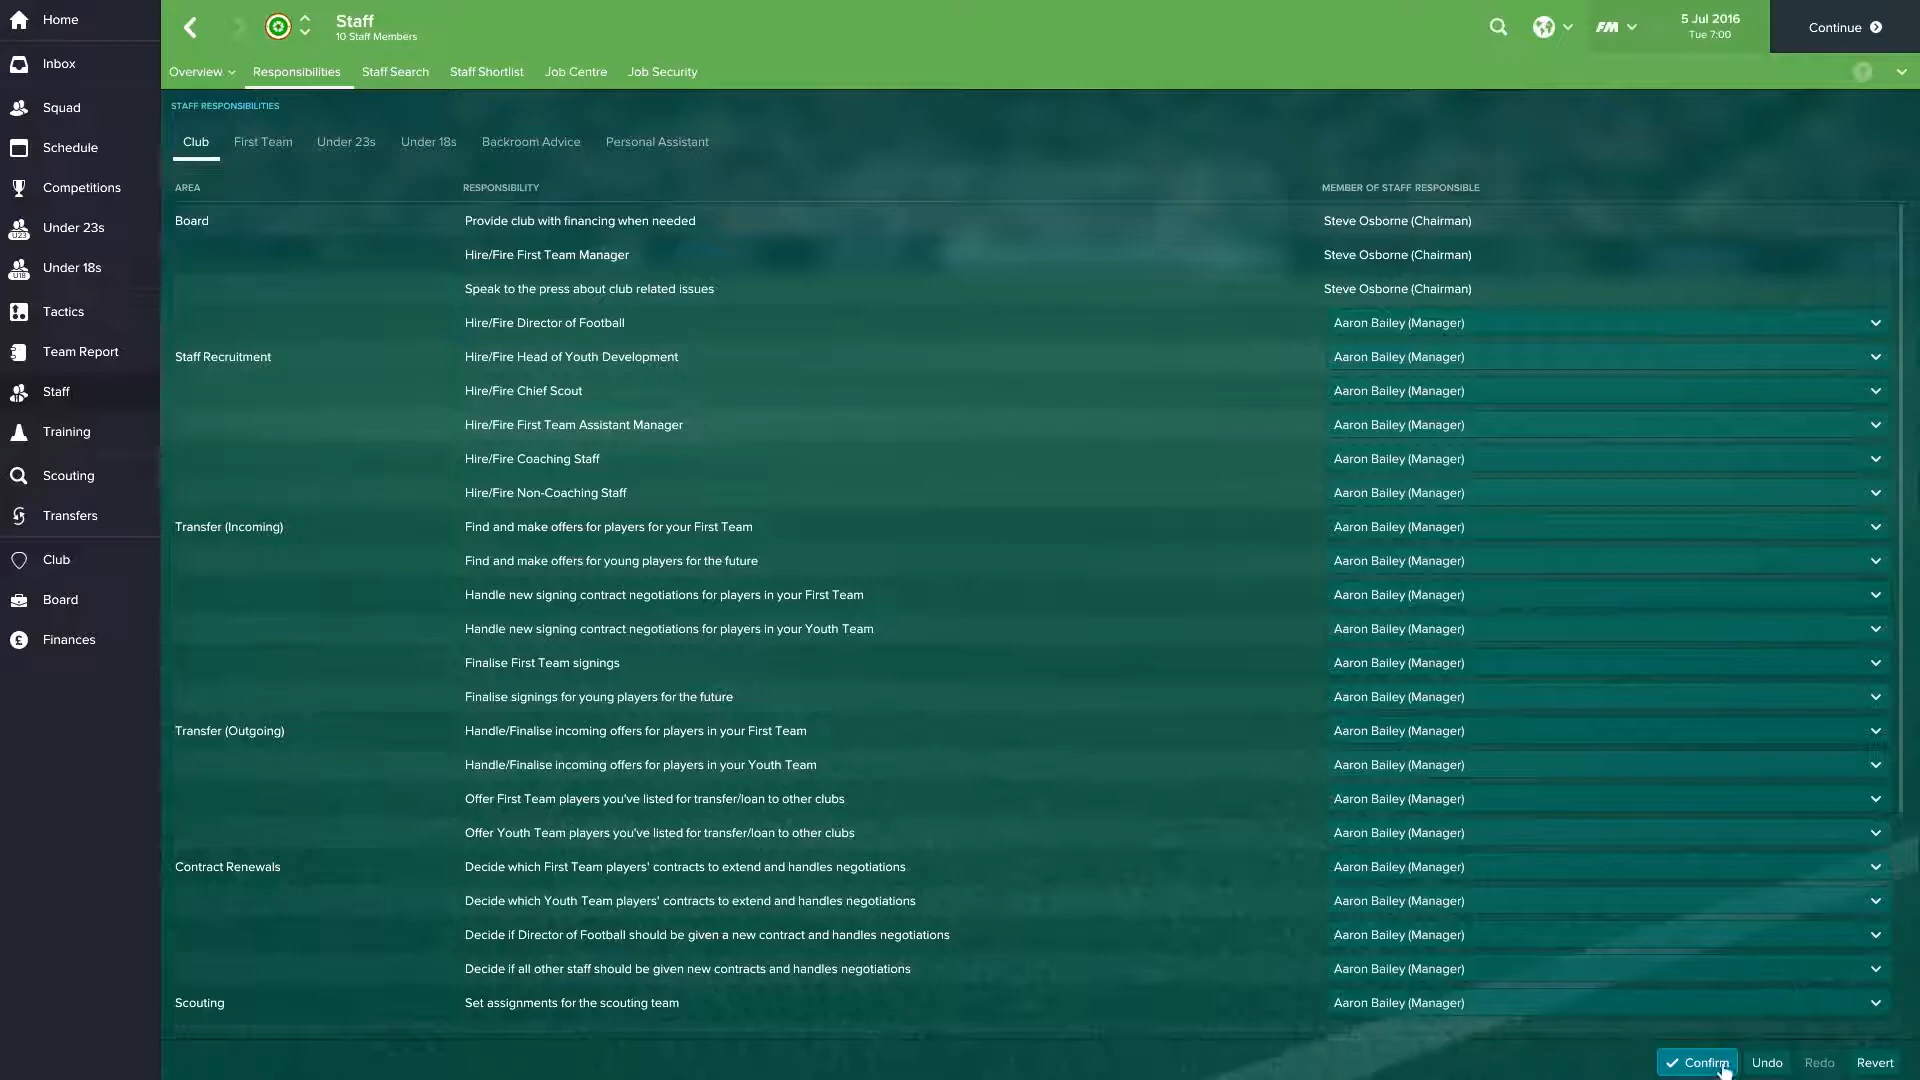 Home
Inbox
Squad
Schedule
Competitions
U23 Under 23s
U18 Under 18s
Tactics
Team Report
Staff
Training
Scouting
Transfers
Club
Board
£ Finances
Staff
10 Staff Members
FM
5 Jul 2016
Tue 7:00
Continue
Overview Responsibilities Staff Search Staff Shortlist Job Centre Job Security
STAFF RESPONSIBILITIES
Club First Team Under 23s Under 18s Backroom Advice Personal Assistant
AREA RESPONSIBILITY MEMBER OF STAFF RESPONSIBLE
Board Provide club with financing when needed Steve Osborne (Chairman)
Hire/Fire First Team Manager Steve Osborne (Chairman)
Speak to the press about club related issues Steve Osborne (Chairman)
Hire/Fire Director of Football Aaron Bailey (Manager)
Staff Recruitment Hire/Fire Head of Youth Development Aaron Bailey (Manager)
Hire/Fire Chief Scout Aaron Bailey (Manager)
Hire/Fire First Team Assistant Manager Aaron Bailey (Manager)
Hire/Fire Coaching Staff Aaron Bailey (Manager)
Hire/Fire Non-Coaching Staff Aaron Bailey (Manager)
Transfer (Incoming) Find and make offers for players for your First Team Aaron Bailey (Manager)
Find and make offers for young players for the future Aaron Bailey (Manager)
Handle new signing contract negotiations for players in your First Team Aaron Bailey (Manager)
Handle new signing contract negotiations for players in your Youth Team Aaron Bailey (Manager)
Finalise First Team signings Aaron Bailey (Manager)
Finalise signings for young players for the future Aaron Bailey (Manager)
Transfer (Outgoing) Handle/Finalise incoming offers for players in your First Team Aaron Bailey (Manager)
Handle/Finalise incoming offers for players in your Youth Team Aaron Bailey (Manager)
Offer First Team players you've listed for transfer/loan to other clubs Aaron Bailey (Manager)
Offer Youth Team players you've listed for transfer/loan to other clubs Aaron Bailey (Manager)
Contract Renewals Decide which First Team players' contracts to extend and handles negotiations Aaron Bailey (Manager)
Decide which Youth Team players' contracts to extend and handles negotiations Aaron Bailey (Manager)
Decide if Director of Football should be given a new contract and handles negotiations Aaron Bailey (Manager)
Decide if all other staff should be given new contracts and handles negotiations Aaron Bailey (Manager)
Scouting Set assignments for the scouting team Aaron Bailey (Manager)
Confirm Undo Redo Revert